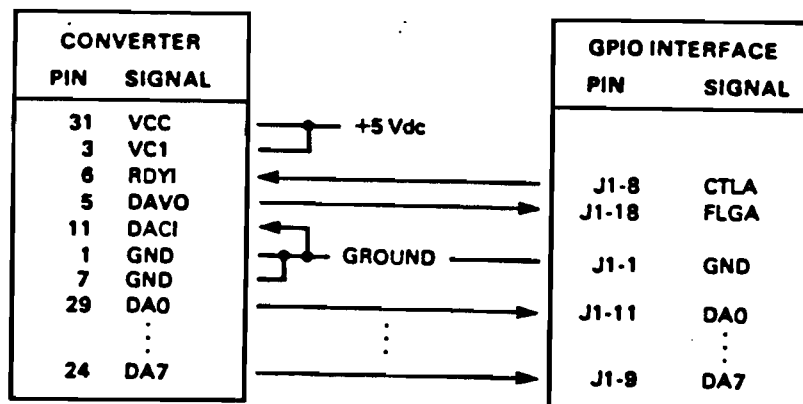 CONVERTER
PIN SIGNAL
31 VCC
3 VC1
6 RDYI
5 DAVO
11 DACI
1 GND
7 GND
29 DA0
24 DA7
+5 Vdc
GROUND
GPIO INTERFACE
PIN SIGNAL
J1-8 CTLA
J1-18 FLGA
J1-1 GND
J1-11 DA0
J1-9 DA7